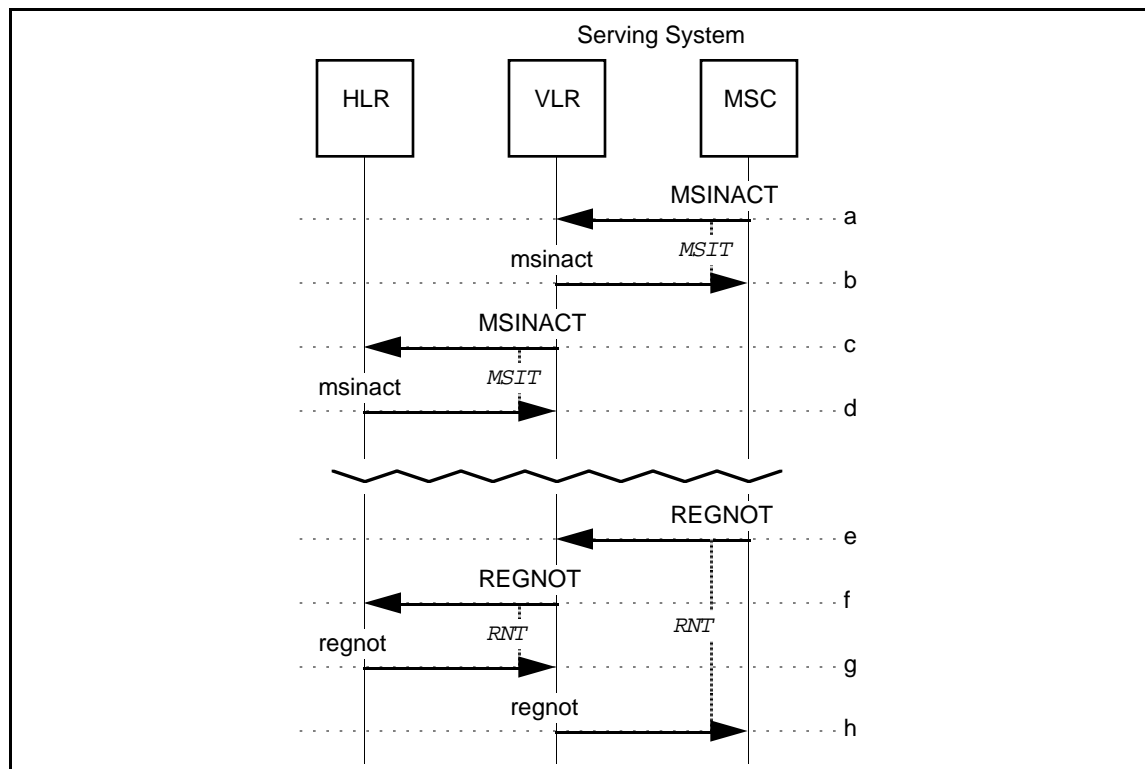 Serving System
HLR VLR MSC
MSINACT
a
MSIT
msinact
b
MSINACT
c
MSIT
msinact
d
REGNOT
e
REGNOT
f
RNT
RNT
regnot
g
regnot
h